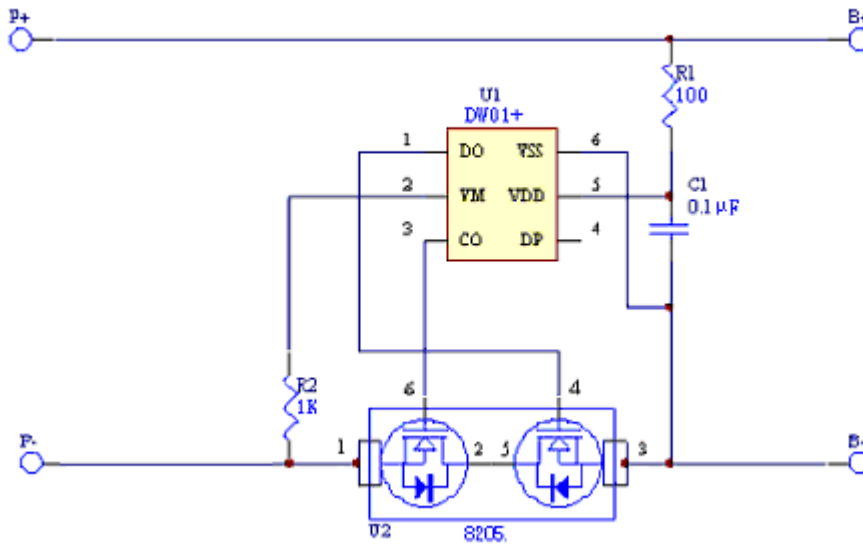 P+
B+
R1
100
U1
DW01+
1
DO
VSS
6
2
VM
VDD
5
C1
0.1μF
3
CO
DP
4
6
4
R2
1K
P-
1
2
5
3
B-
U2
8205.